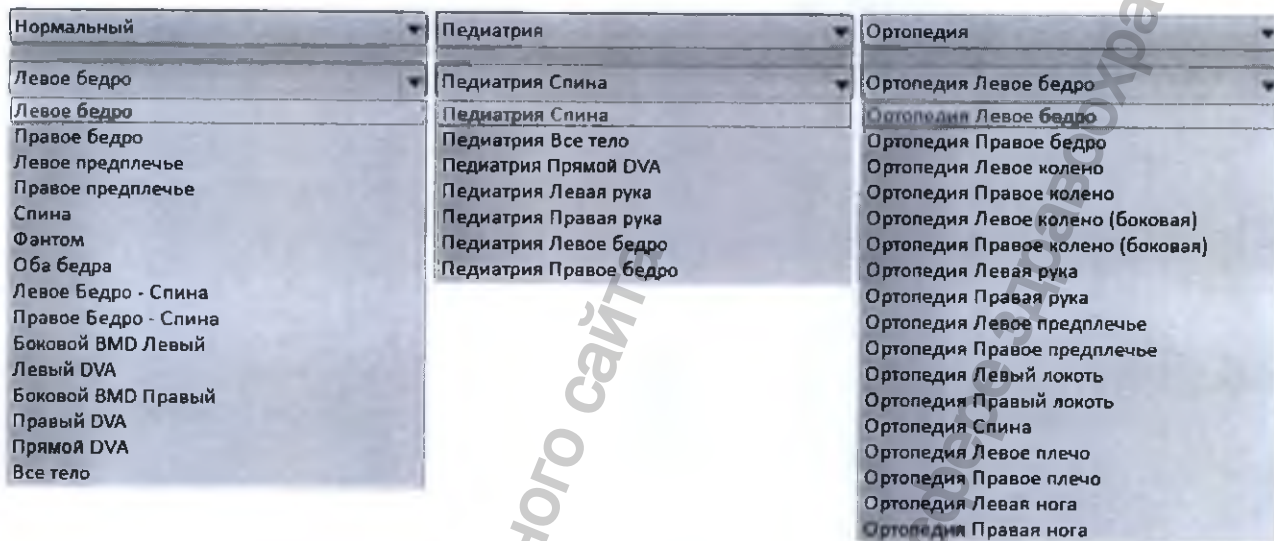 Нормальный
Левое бедро
Левое бедро
Правое бедро
Левое предплечье
Правое предплечье
Спина
Фантом
Оба бедра
Левое Бедро - Спина
Правое Бедро - Спина
Боковой BMD Левый
Левый DVA
Боковой BMD Правый
Правый DVA
Прямой DVA
Все тело
Педиатрия
Педиатрия Спина
Педиатрия Спина
Педиатрия Все тело
Педиатрия Прямой DVA
Педиатрия Левая рука
Педиатрия Правая рука
Педиатрия Левое бедро
Педиатрия Правое бедро
Ортопедия
Ортопедия Левое бедро
Ортопедия Левое бедро
Ортопедия Правое бедро
Ортопедия Левое колено
Ортопедия Правое колено
Ортопедия Левое колено (боковая)
Ортопедия Правое колено (боковая)
Ортопедия Левая рука
Ортопедия Правая рука
Ортопедия Левое предплечье
Ортопедия Правое предплечье
Ортопедия Левый локоть
Ортопедия Правый локоть
Ортопедия Спина
Ортопедия Левое плечо
Ортопедия Правое плечо
Ортопедия Левая нога
Ортопедия Правая нога
сайта